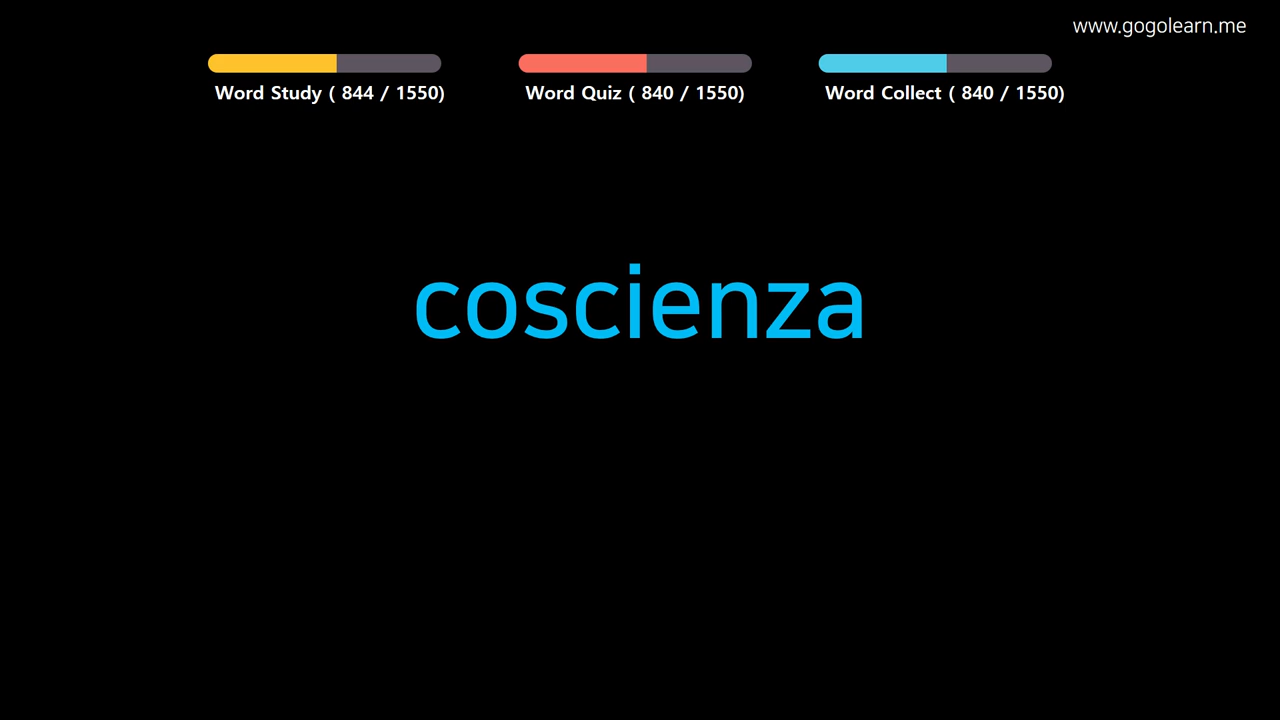 www.gogolearn.me
Word Study ( 844 / 1550)
Word Quiz ( 840 / 1550)
Word Collect ( 840 / 1550)
coscienza